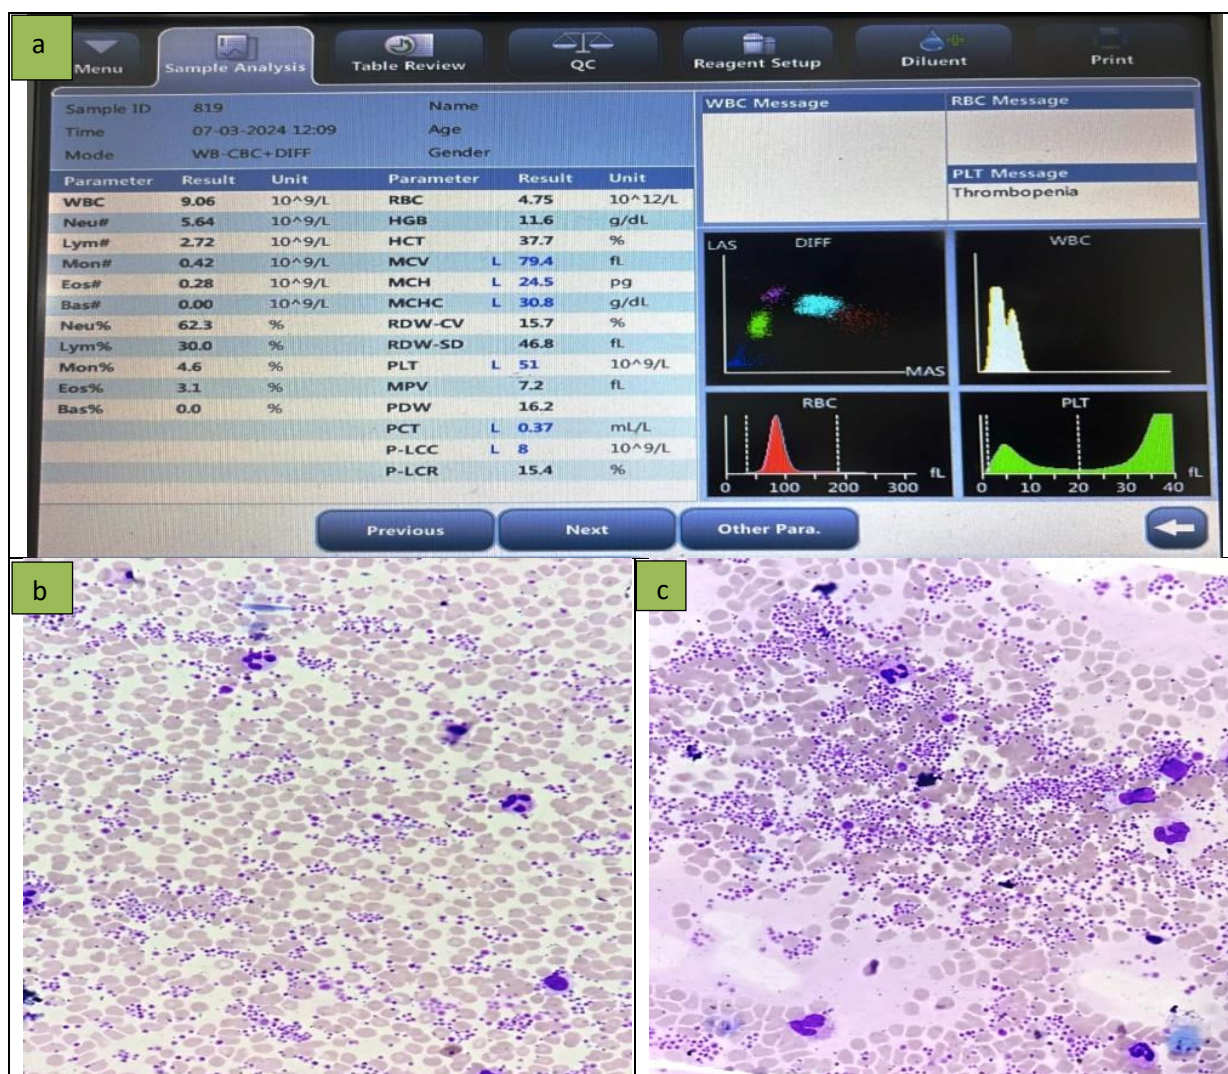 a
Menu
Sample Analysis
Table Review
QC
Reagent Setup
Diluent
Print
Sample ID 819 Name
Time 07-03-2024 12:09 Age
Mode WB-CBC+DIFF Gender
Parameter Result Unit Parameter Result Unit
WBC 9.06 10^9/L RBC 4.75 10^12/L
Neu# 5.64 10^9/L HGB 11.6 g/dL
Lym# 2.72 10^9/L HCT 37.7 %
Mon# 0.42 10^9/L MCV L 79.4 fL
Eos# 0.28 10^9/L MCH L 24.5 pg
Bas# 0.00 10^9/L MCHC L 30.8 g/dL
Neu% 62.3 % RDW-CV 15.7 %
Lym% 30.0 % RDW-SD 46.8 fL
Mon% 4.6 % PLT L 51 10^9/L
Eos% 3.1 % MPV 7.2 fL
Bas% 0.0 % PDW 16.2
PCT L 0.37 mL/L
P-LCC L 8 10^9/L
P-LCR 15.4 %
WBC Message
RBC Message
PLT Message
Thrombopenia
LAS DIFF
MAS
WBC
RBC
0 100 200 300 fL
PLT
0 10 20 30 40 fL
Previous
Next
Other Para.
b
c